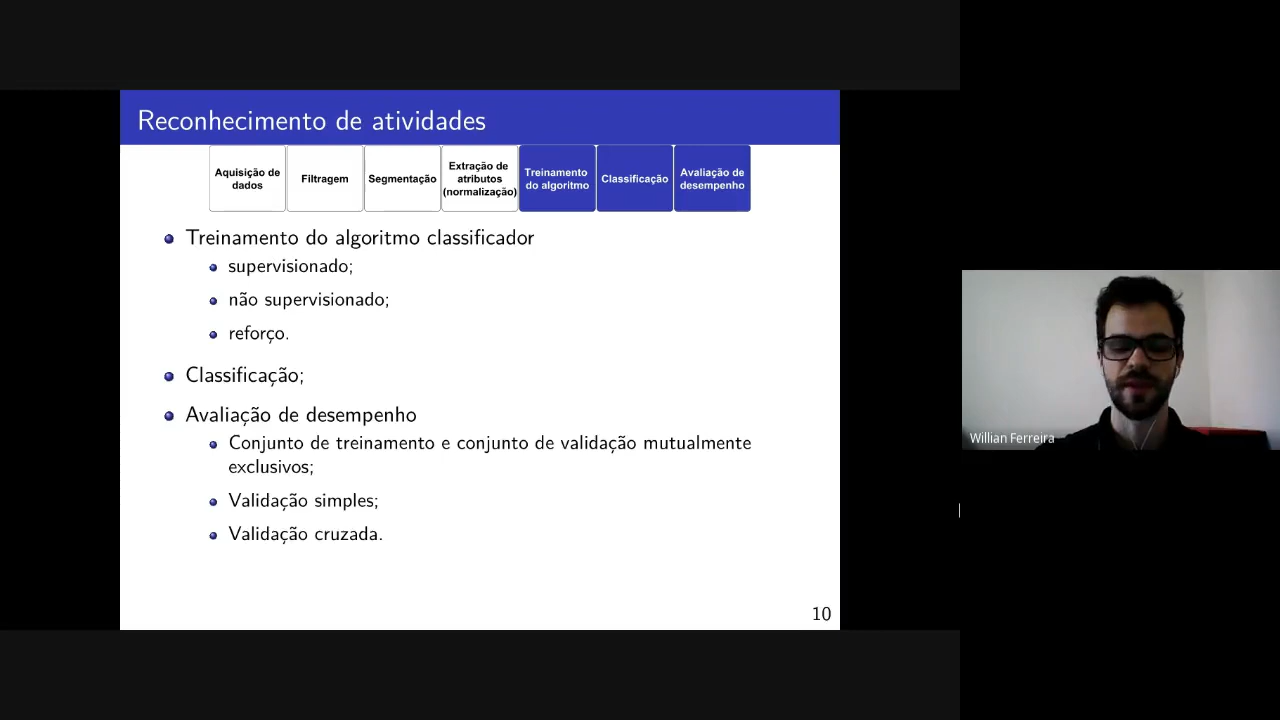 Reconhecimento de atividades
Aquisição de
dados
Filtragem
Segmentação
Extração de
atributos
(normalização)
Treinamento
do algoritmo
Classificação
Avaliação de
desempenho
Treinamento do algoritmo classificador
supervisionado;
não supervisionado;
reforço.
Classificação;
Avaliação de desempenho
Conjunto de treinamento e conjunto de validação mutualmente
exclusivos;
Validação simples;
Validação cruzada.
10
Willian Ferreira